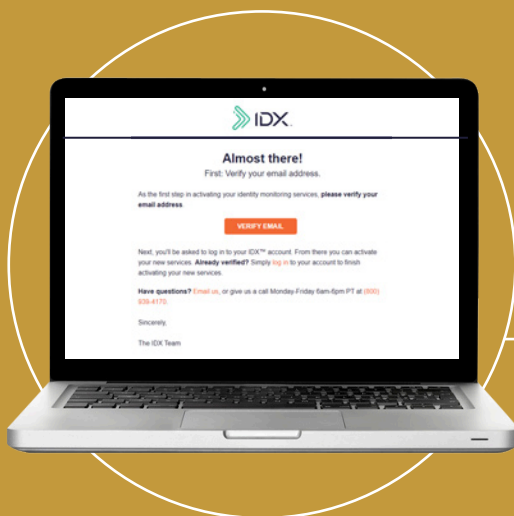 IDX
Almost there!
First: Verify your email address.
As the first step in activating your identity monitoring services, please verify your
email address.
VERIFY EMAIL
Next, you'll be asked to log in to your IDX™ account. From there you can activate
your new services. Already verified? Simply log in to your account to finish
activating your new services.
Have questions? Email us, or give us a call Monday-Friday 6am-6pm PT at (800)
939-4170.
Sincerely,
The IDX Team